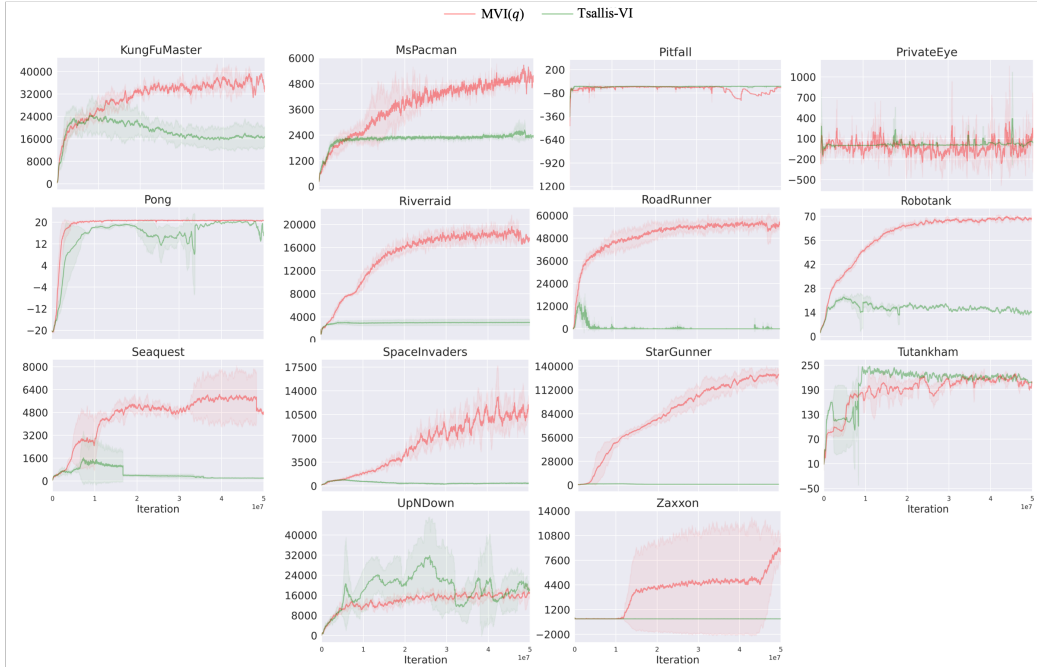 MVI(q) Tsallis-VI
KungFuMaster MsPacman Pitfall PrivateEye
40000 32000 24000 16000 8000 0
6000 4800 3600 2400 1200 0
200 −80 −360 −640 920 1200
1000 700 400 100 −200 −500
Pong Riverraid RoadRunner Robotank
20 12 4 −4 −12 −20
20000 16000 12000 8000 4000 0
60000 48000 36000 24000 12000 0
70 56 42 28 14 0
Seaquest SpaceInvaders StarGunner Tutankham
8000 6400 4800 3200 1600 0
17500 14000 10500 7000 3500 0
140000 112000 84000 56000 28000 0
250 190 130 70 10 −50
0 1 2 3 4 5
1e7
Iteration
0 1 2 3 4 5
1e7
Iteration
UpNDown Zaxxon
40000 32000 24000 16000 8000 0
14000 10800 7600 4400 1200 −2000
0 1 2 3 4 5
1e7
Iteration
0 1 2 3 4 5
1e7
Iteration